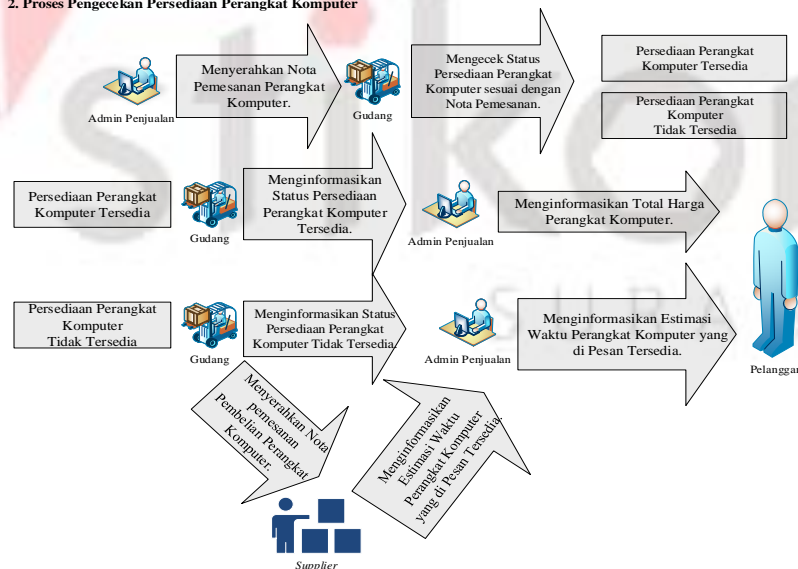 2. Proses Pengecekan Persediaan Perangkat Komputer
Menyerahkan Nota
Pemesanan Perangkat
Komputer.
Admin Penjualan
Gudang
Mengecek Status
Persediaan Perangkat
Komputer sesuai dengan
Nota Pemesanan.
Persediaan Perangkat
Komputer Tersedia
Persediaan Perangkat
Komputer
Tidak Tersedia
Persediaan Perangkat
Komputer Tersedia
Gudang
Menginformasikan
Status Persediaan
Perangkat Komputer
Tersedia.
Admin Penjualan
Menginformasikan Total Harga
Perangkat Komputer.
Persediaan Perangkat
Komputer
Tidak Tersedia
Gudang
Menginformasikan Status
Persediaan Perangkat
Komputer Tidak Tersedia.
Admin Penjualan
Menginformasikan Estimasi
Waktu Perangkat Komputer yang
di Pesan Tersedia.
Pelanggan
Menyerahkan Nota
pemesanan
Pembelian Perangkat
Komputer.
Menginformasikan
Estimasi Waktu
Perangkat Komputer
yang di Pesan Tersedia.
Supplier